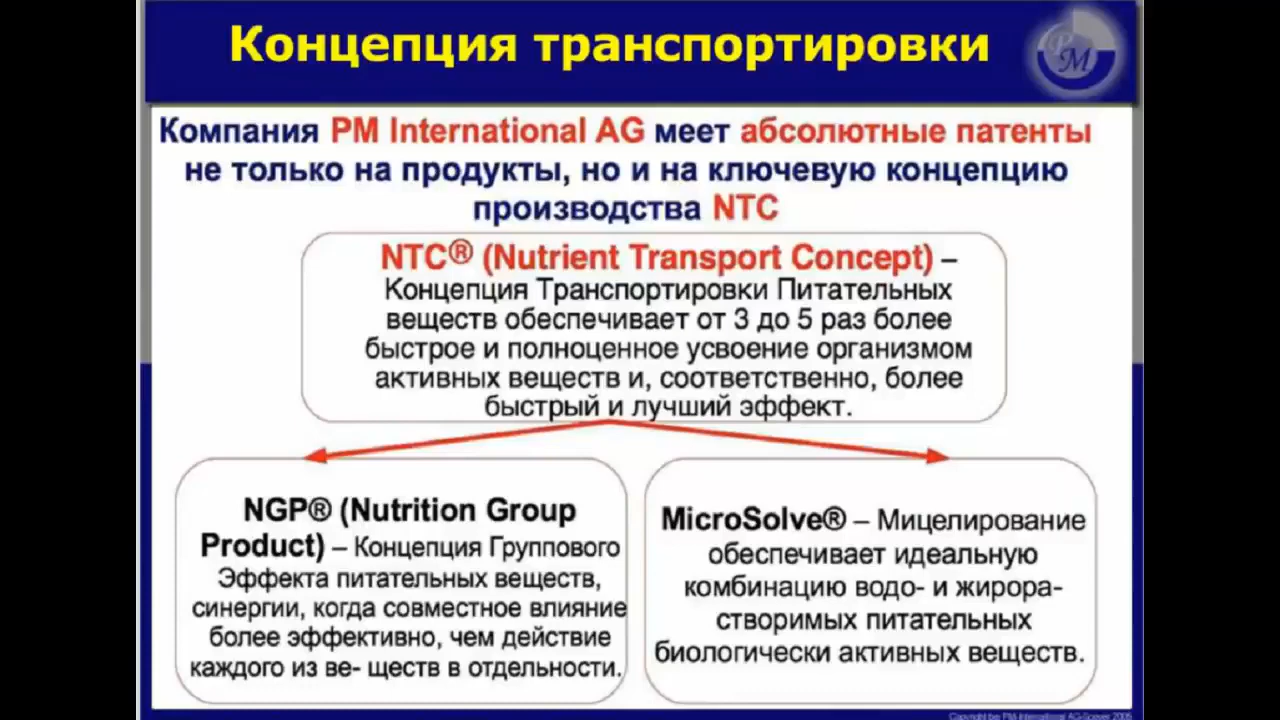 Концепция транспортировки
PM
Компания PM International AG меет абсолютные патенты
не только на продукты, но и на ключевую концепцию
производства NTC
NTC® (Nutrient Transport Concept) –
Концепция Транспортировки Питательных
веществ обеспечивает от 3 до 5 раз более
быстрое и полноценное усвоение организмом
активных веществ и, соответственно, более
быстрый и лучший эффект.
NGP® (Nutrition Group
Product) – Концепция Группового
Эффекта питательных веществ,
синергии, когда совместное влияние
более эффективно, чем действие
каждого из ве- ществ в отдельности.
MicroSolve® – Мицелирование
обеспечивает идеальную
комбинацию водо- и жирора-
створимых питательных
биологически активных веществ.